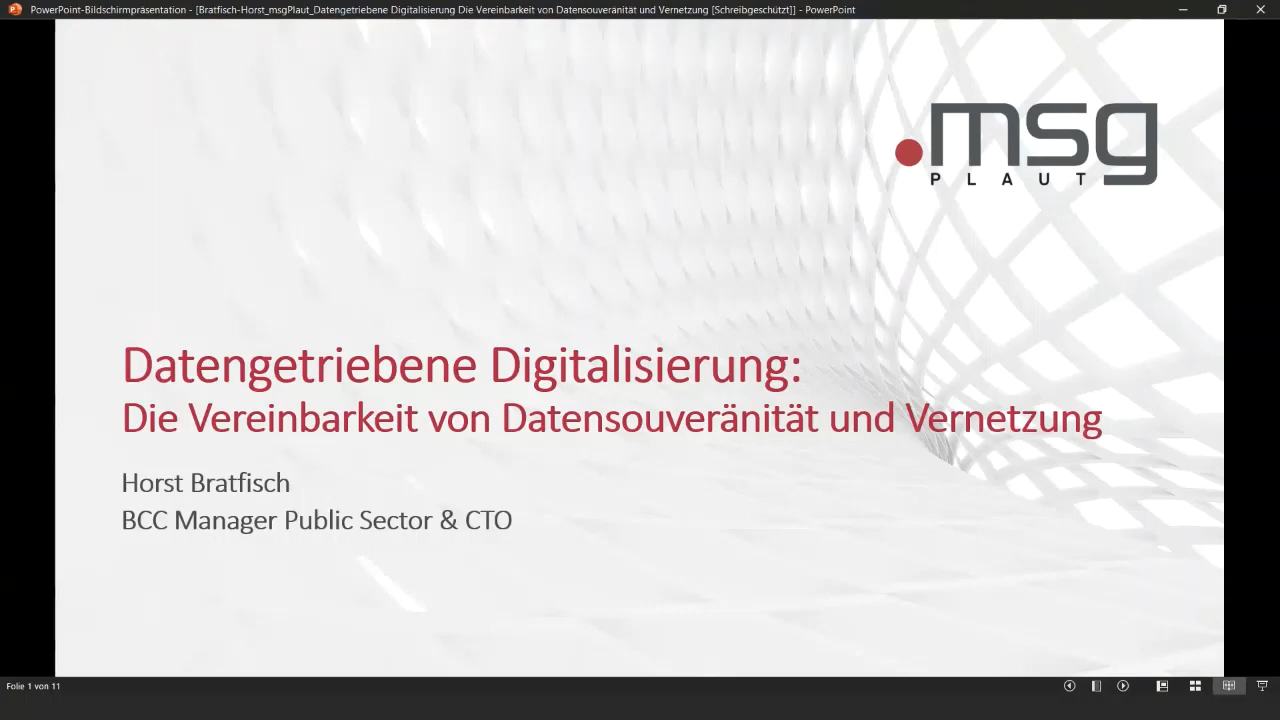 PowerPoint-Bildschirmpräsentation - [Bratfisch-Horst_msgPlaut_Datengetriebene Digitalisierung Die Vereinbarkeit von Datensouveränität und Vernetzung [Schreibgeschützt]] - PowerPoint
.msg
PLAUT
Datengetriebene Digitalisierung:
Die Vereinbarkeit von Datensouveränität und Vernetzung
Horst Bratfisch
BCC Manager Public Sector & CTO
Folie 1 von 11